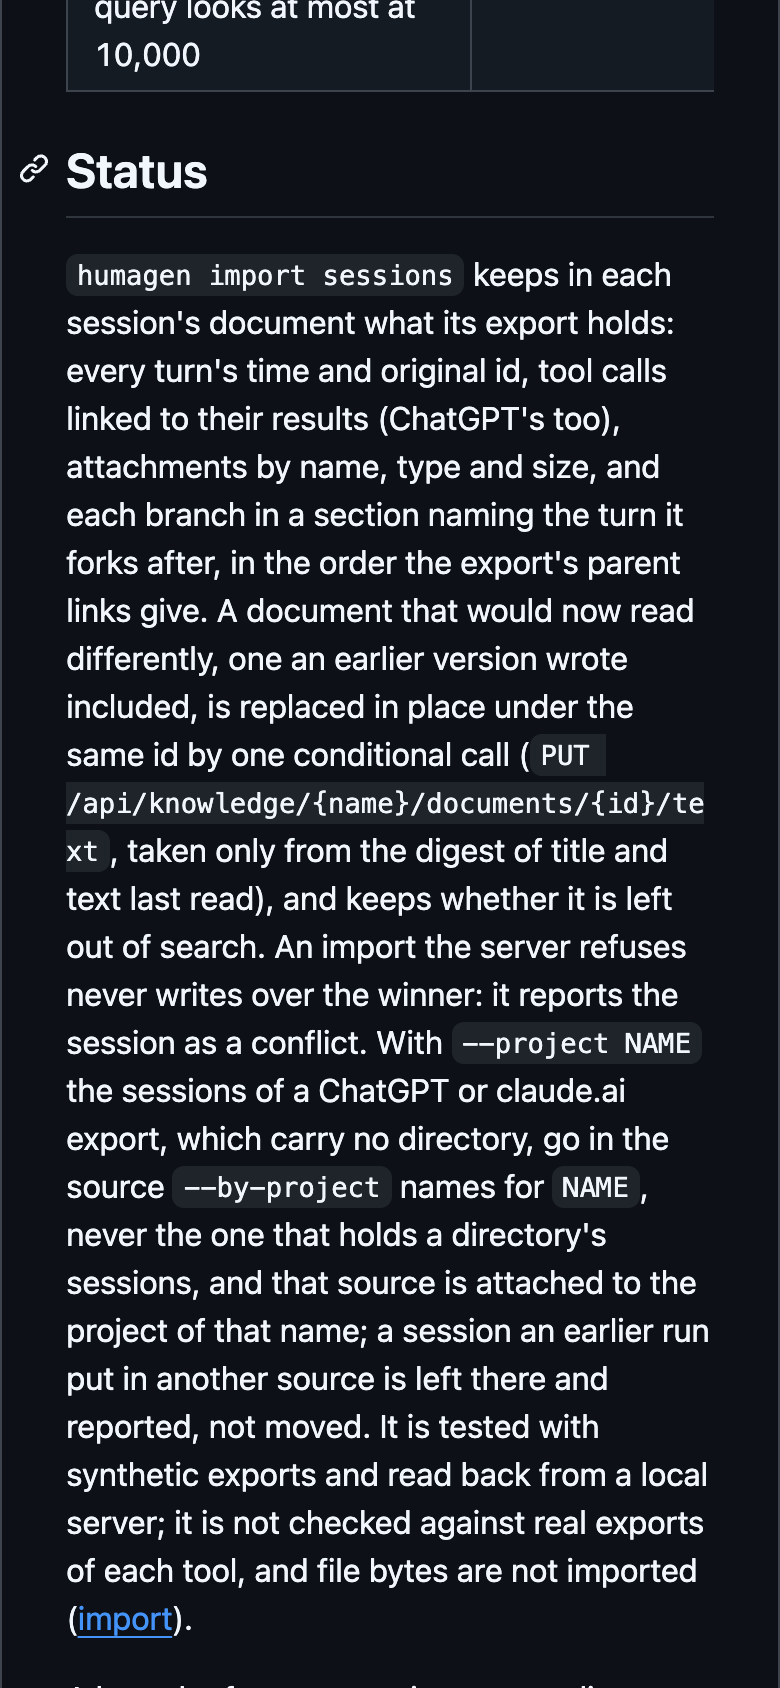 query looks at most at
10,000
Status
humagen import sessions keeps in each
session's document what its export holds:
every turn's time and original id, tool calls
linked to their results (ChatGPT's too),
attachments by name, type and size, and
each branch in a section naming the turn it
forks after, in the order the export's parent
links give. A document that would now read
differently, one an earlier version wrote
included, is replaced in place under the
same id by one conditional call ( PUT
/api/knowledge/{name}/documents/{id}/te
xt , taken only from the digest of title and
text last read), and keeps whether it is left
out of search. An import the server refuses
never writes over the winner: it reports the
session as a conflict. With --project NAME
the sessions of a ChatGPT or claude.ai
export, which carry no directory, go in the
source --by-project names for NAME ,
never the one that holds a directory's
sessions, and that source is attached to the
project of that name; a session an earlier run
put in another source is left there and
reported, not moved. It is tested with
synthetic exports and read back from a local
server; it is not checked against real exports
of each tool, and file bytes are not imported
(import).